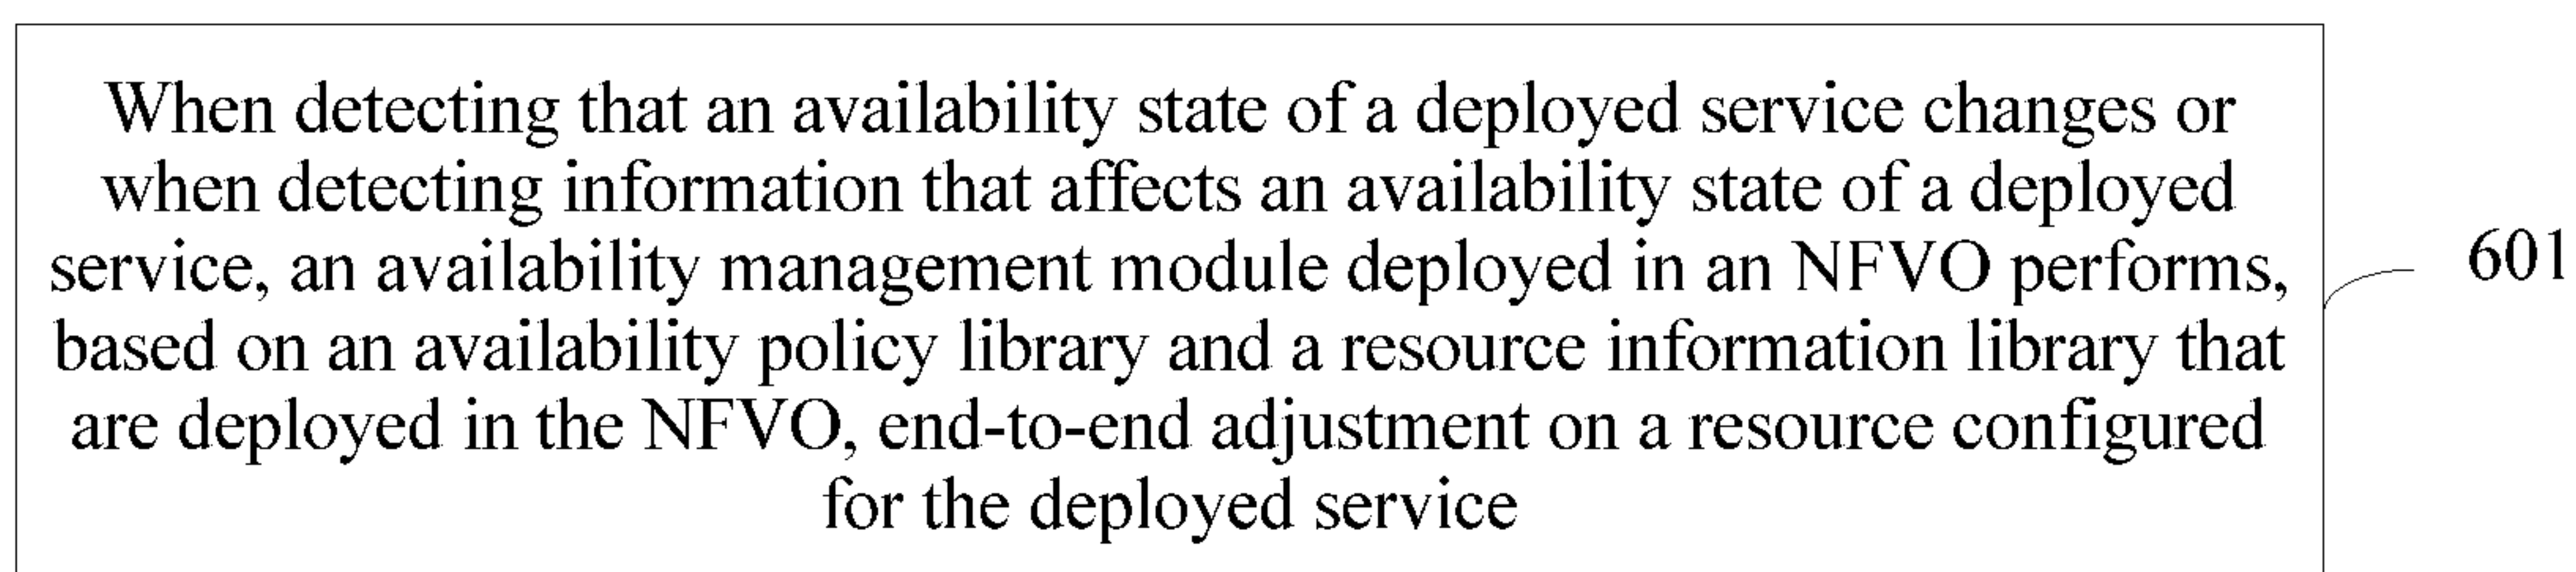 When detecting that an availability state of a deployed service changes or
when detecting information that affects an availability state of a deployed
service, an availability management module deployed in an NFVO performs,
based on an availability policy library and a resource information library that
are deployed in the NFVO, end-to-end adjustment on a resource configured
for the deployed service
601